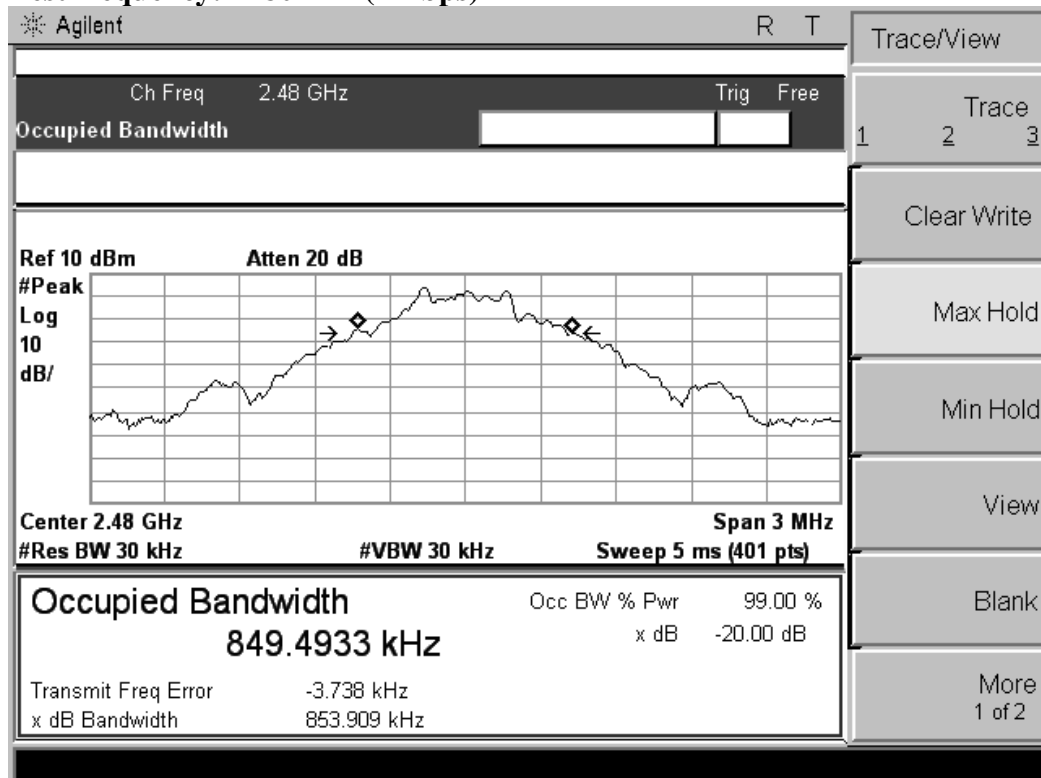 Agilent R T
Trace/View
Ch Freq 2.48 GHz Trig Free
Occupied Bandwidth
Trace
1 2 3
Clear Write
Ref 10 dBm Atten 20 dB
#Peak
Log
10
dB/
Max Hold
Min Hold
View
Center 2.48 GHz Span 3 MHz
#Res BW 30 kHz #VBW 30 kHz Sweep 5 ms (401 pts)
Occupied Bandwidth
849.4933 kHz
Occ BW % Pwr 99.00 %
x dB -20.00 dB
Transmit Freq Error -3.738 kHz
x dB Bandwidth 853.909 kHz
Blank
More
1 of 2